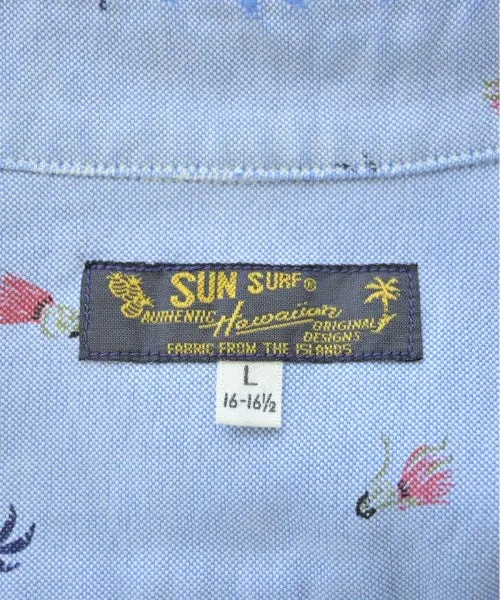 SUN SURF®
AUTHENTIC Hawaiian ORIGINAL DESIGNS
FABRIC FROM THE ISLANDS
L
16-16½